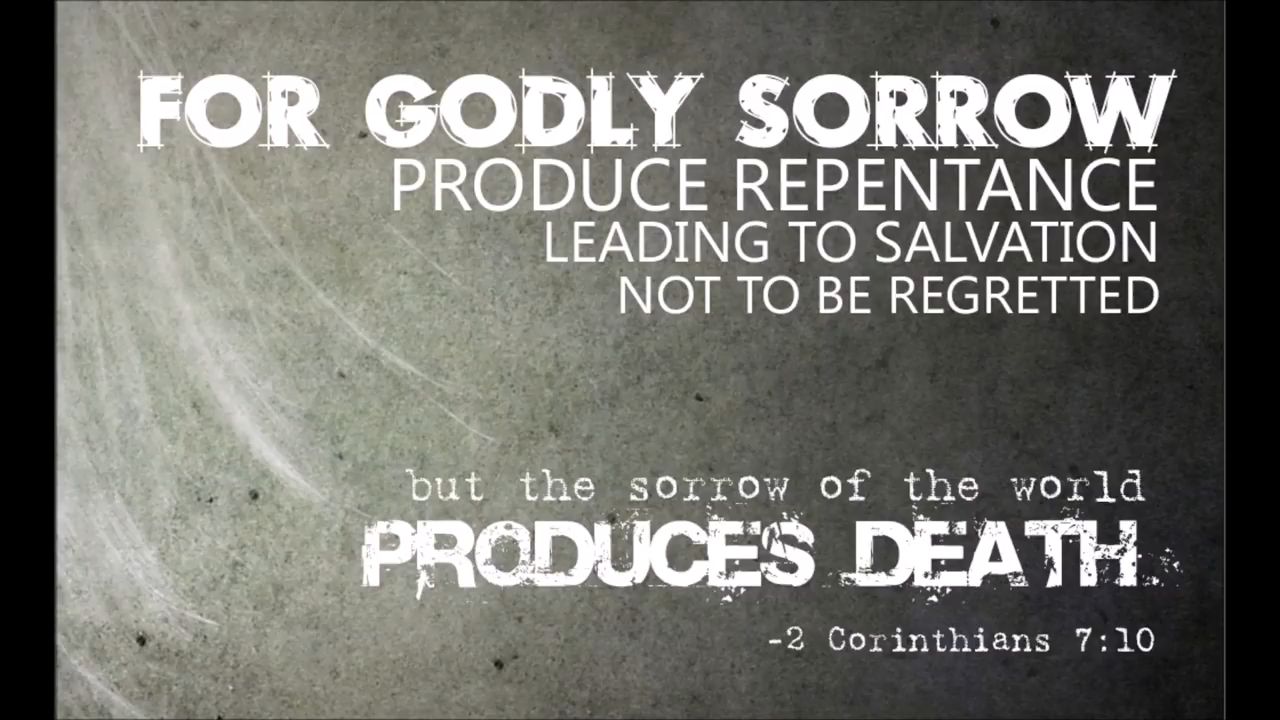 FOR GODLY SORROW
PRODUCE REPENTANCE
LEADING TO SALVATION
NOT TO BE REGRETTED
but the sorrow of the world
PRODUCES DEATH
-2 Corinthians 7:10